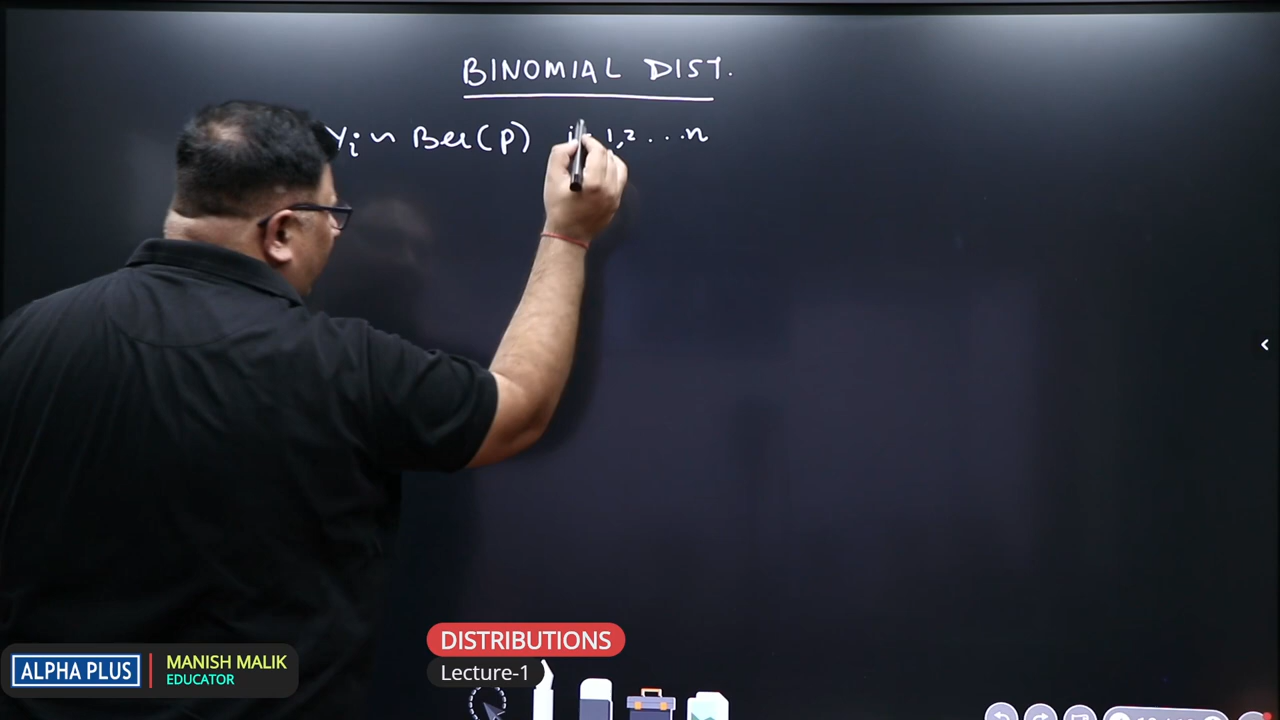 BINOMIAL DIST.
Yi ~ Ber(p) i = 1,2 ... n
DISTRIBUTIONS
Lecture-1
ALPHA PLUS
MANISH MALIK
EDUCATOR